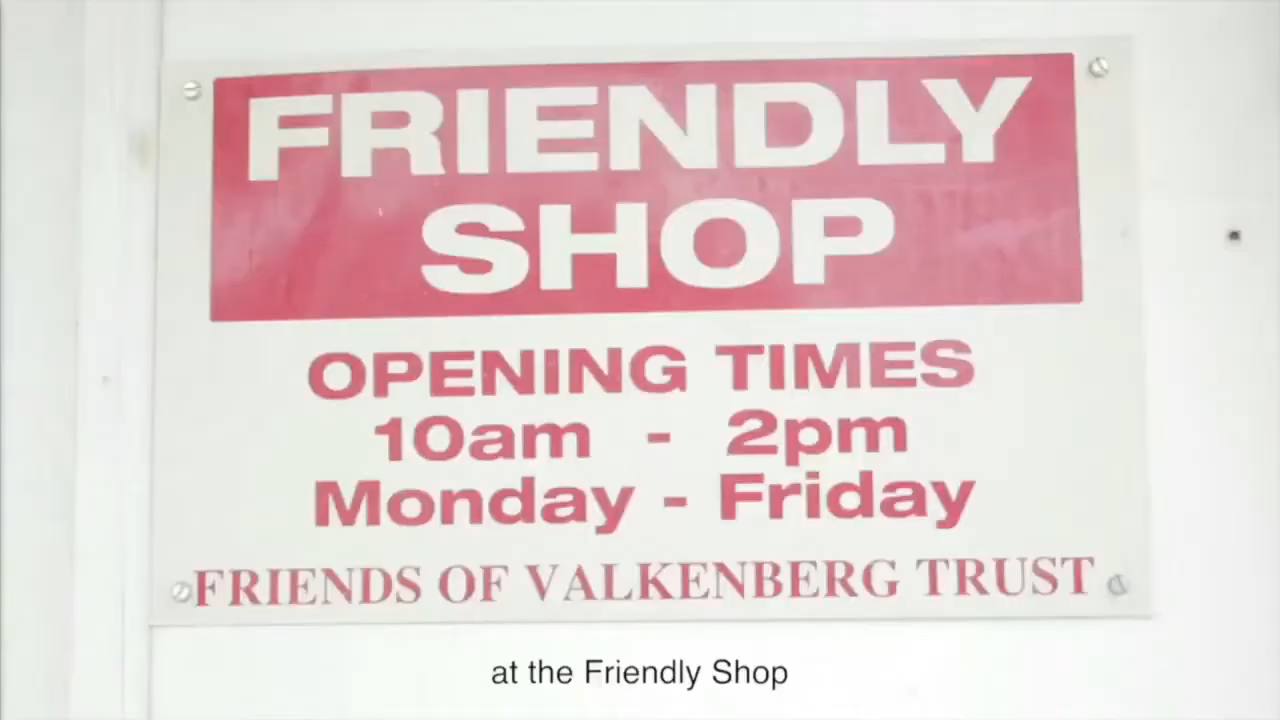 FRIENDLY
SHOP
OPENING TIMES
10am - 2pm
Monday - Friday
FRIENDS OF VALKENBERG TRUST
at the Friendly Shop